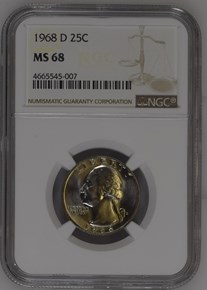 1968 D 25C
MS 68
4665545-007
NUMISMATIC GUARANTY CORPORATION
NGC